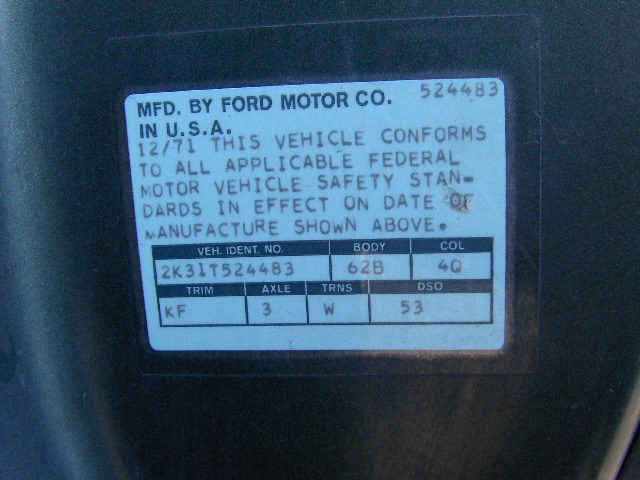 MFD. BY FORD MOTOR CO. 524483
IN U.S.A.
12/71 THIS VEHICLE CONFORMS
TO ALL APPLICABLE FEDERAL
MOTOR VEHICLE SAFETY STAN-
DARDS IN EFFECT ON DATE OF
MANUFACTURE SHOWN ABOVE.
VEH. IDENT. NO. BODY COL
2K31T524483 62B 4Q
TRIM AXLE TRNS DSO
KF 3 W 53